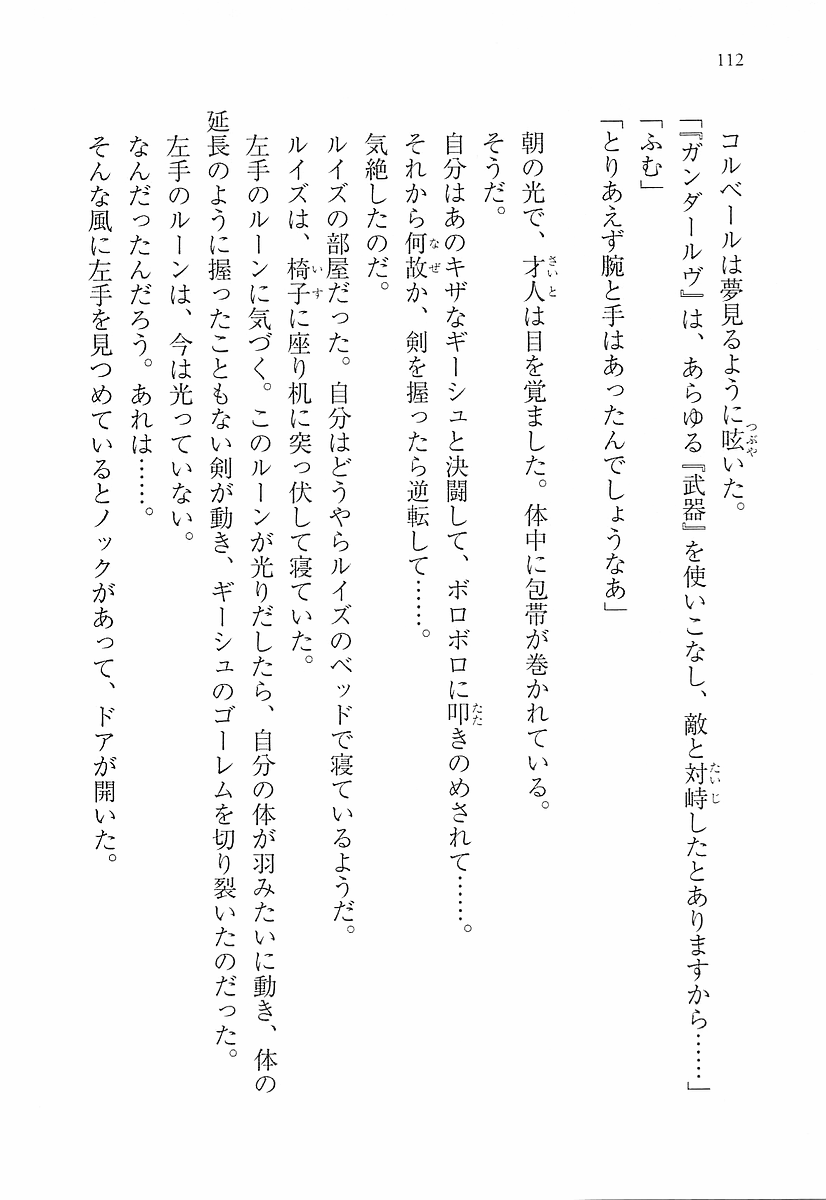 112
コルベールは夢見るように呟いた。
「『ガンダールヴ』は、あらゆる『武器』を使いこなし、敵と対峙したとありますから……」
「ふむ」
「とりあえず腕と手はあったんでしょうなあ」
朝の光で、才人は目を覚ました。体中に包帯が巻かれている。
そうだ。
自分はあのキザなギーシュと決闘して、ボロボロに叩きのめされて……。
それから何故か、剣を握ったら逆転して……。
気絶したのだ。
ルイズの部屋だった。自分はどうやらルイズのベッドで寝ているようだ。
ルイズは、椅子に座り机に突っ伏して寝ていた。
左手のルーンに気づく。このルーンが光りだしたら、自分の体が羽みたいに動き、体の
延長のように握ったこともない剣が動き、ギーシュのゴーレムを切り裂いたのだった。
左手のルーンは、今は光っていない。
なんだったんだろう。あれは……。
そんな風に左手を見つめているとノックがあって、ドアが開いた。